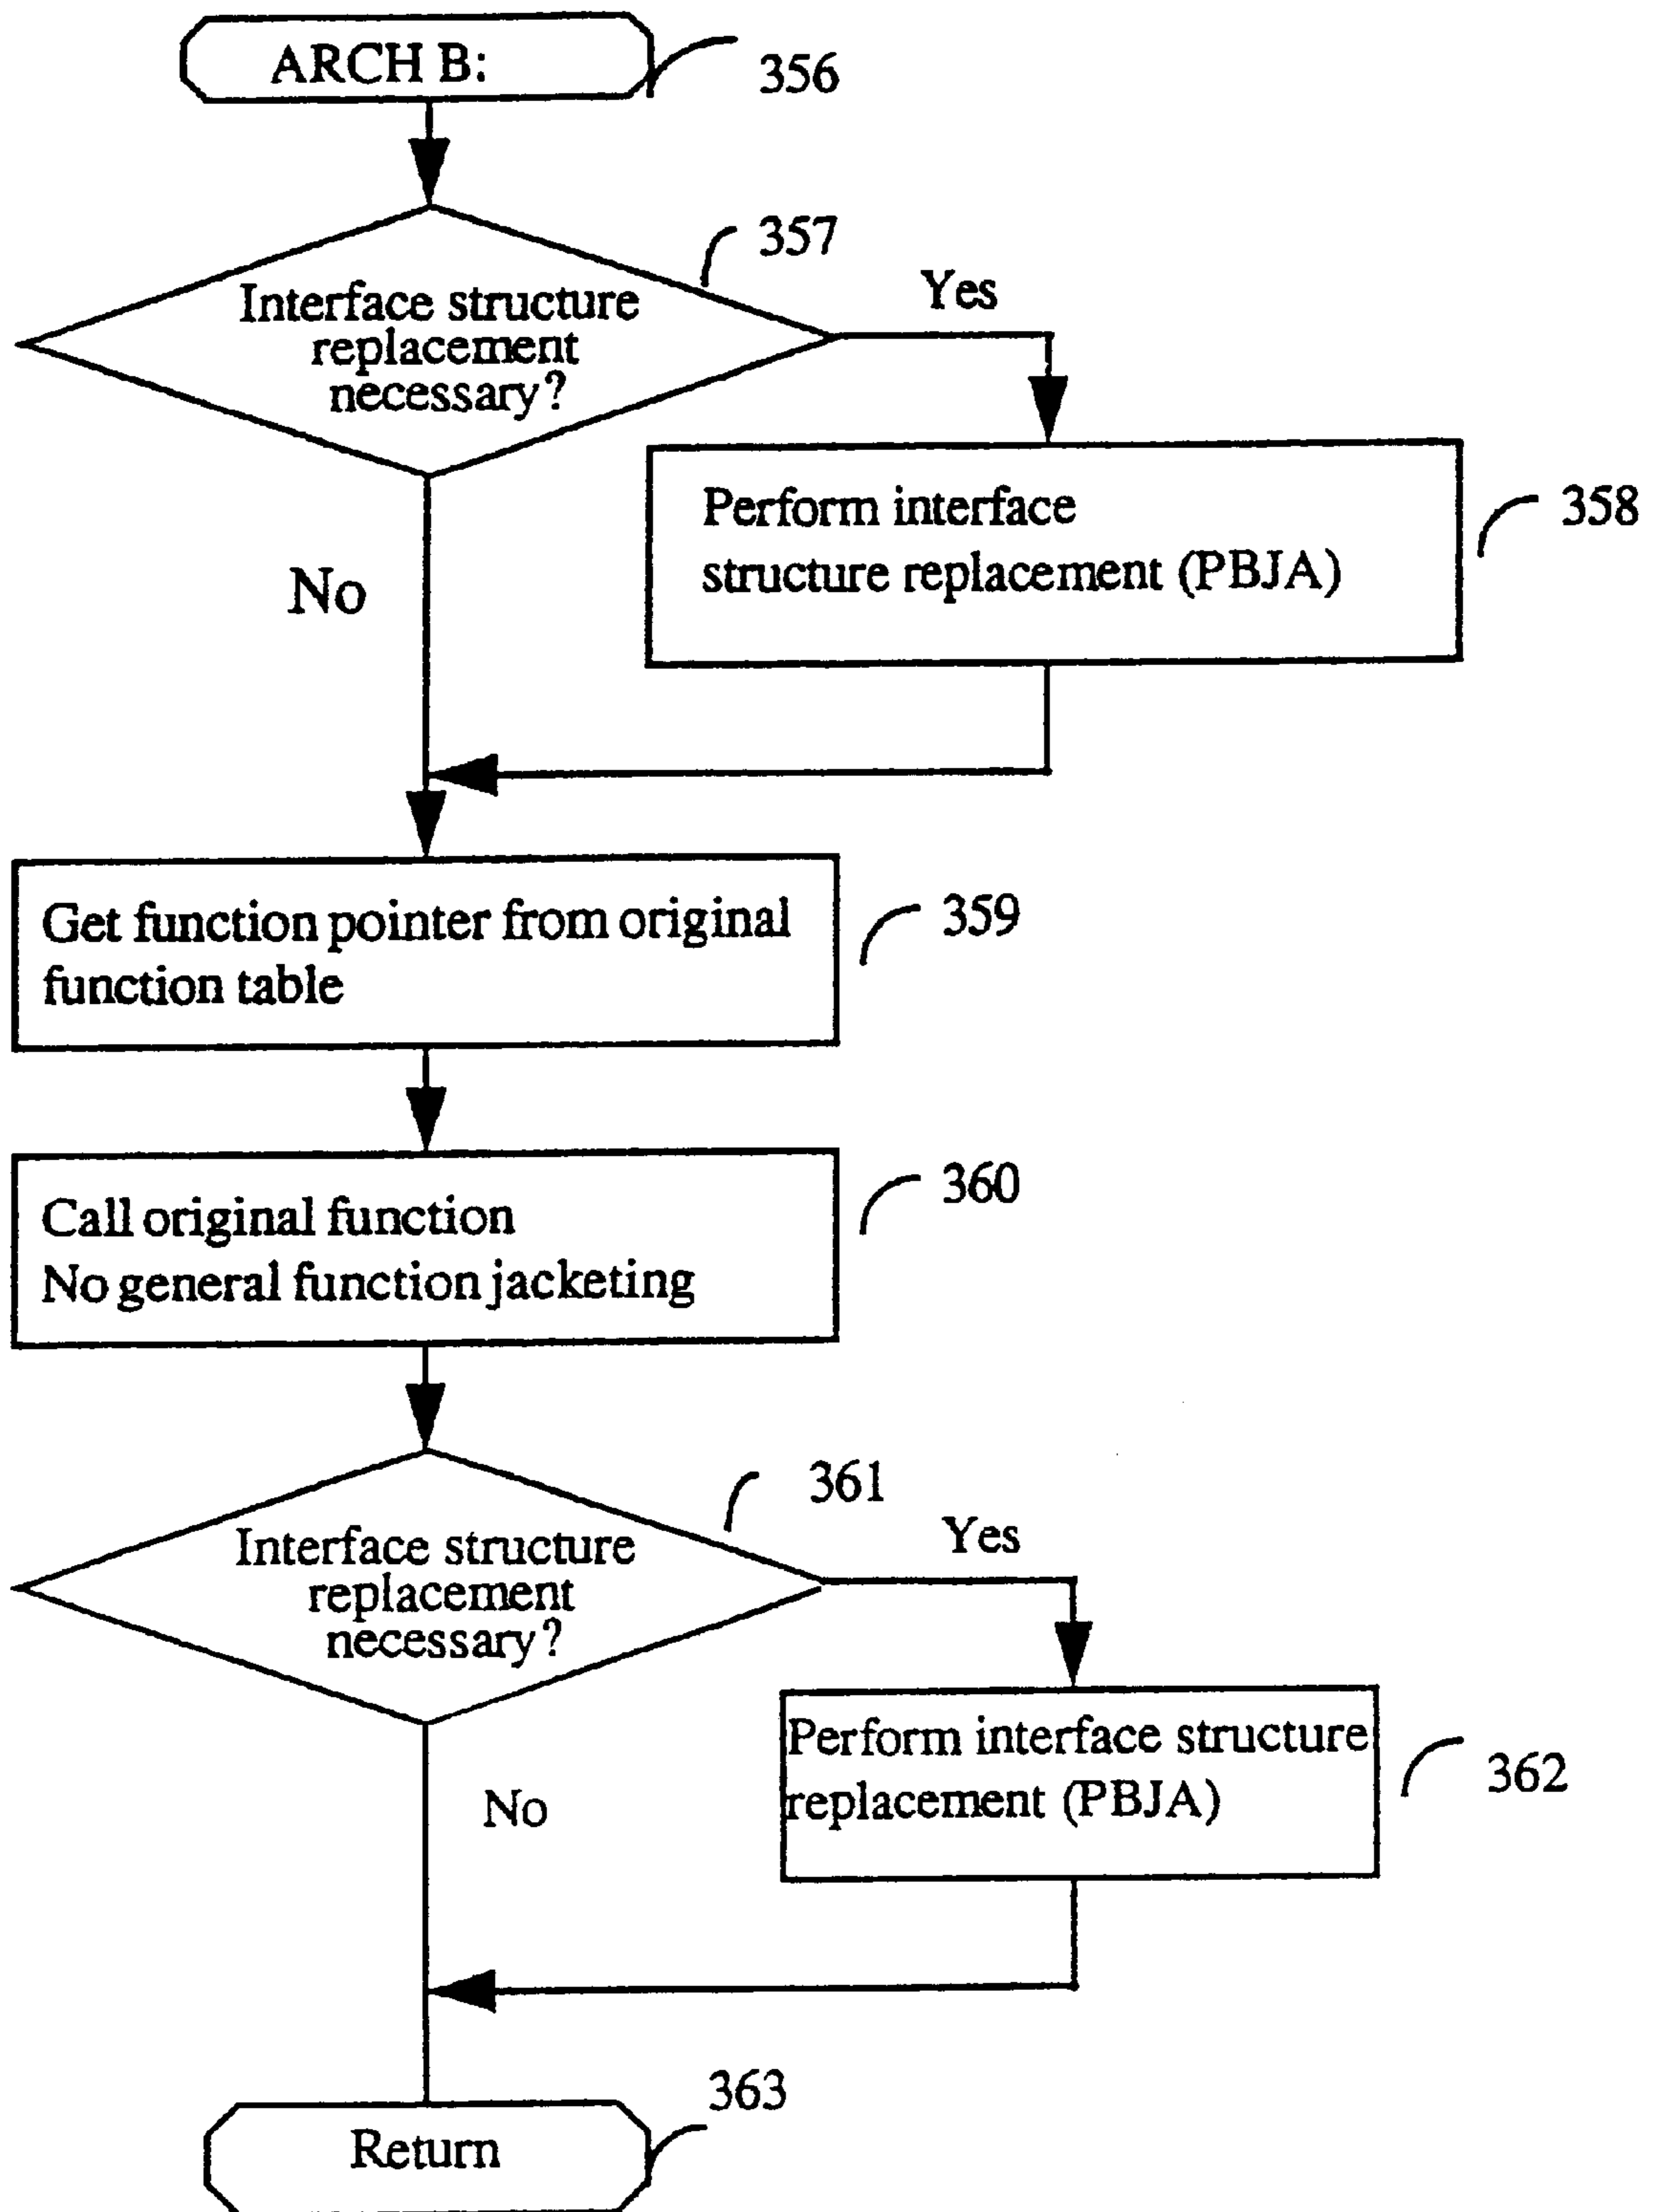 ARCH B:
356
357
Interface structure
replacement
necessary?
Yes
Perform interface
structure replacement (PBJA)
358
No
Get function pointer from original
function table
359
Call original function
No general function jacketing
360
361
Interface structure
replacement
necessary?
Yes
Perform interface structure
replacement (PBJA)
362
No
363
Return